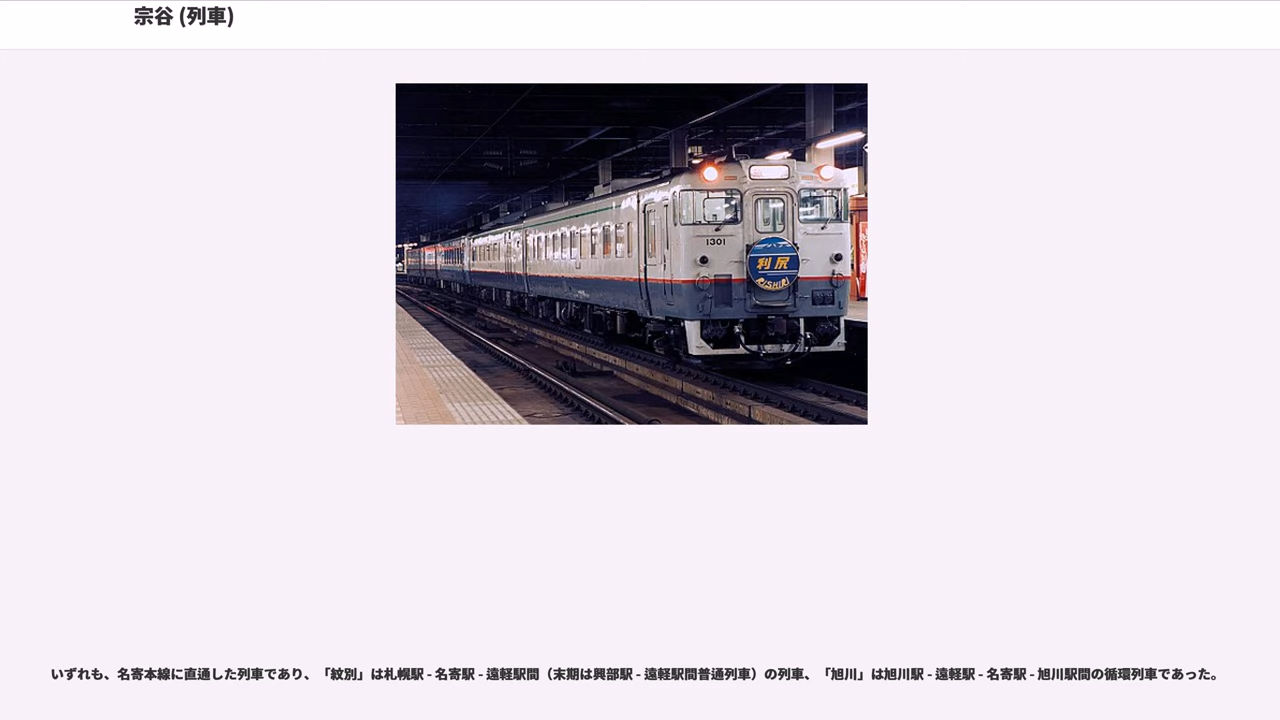 宗谷 (列車)
1301
利尻
RISHIRI
いずれも、名寄本線に直通した列車であり、「紋別」は札幌駅 - 名寄駅 - 遠軽駅間（末期は興部駅 - 遠軽駅間普通列車）の列車、「旭川」は旭川駅 - 遠軽駅 - 名寄駅 - 旭川駅間の循環列車であった。